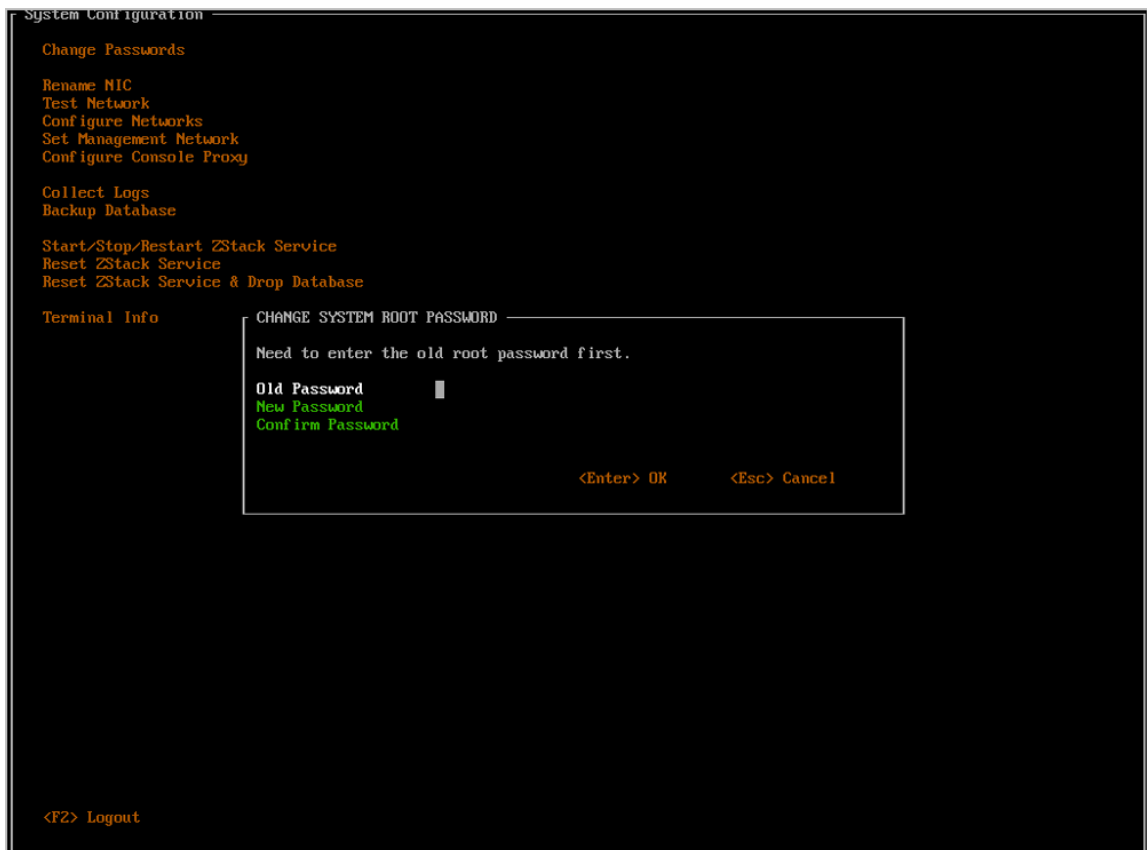 System Configuration
Change Passwords
Rename NIC
Test Network
Configure Networks
Set Management Network
Configure Console Proxy
Collect Logs
Backup Database
Start/Stop/Restart ZStack Service
Reset ZStack Service
Reset ZStack Service & Drop Database
Terminal Info
CHANGE SYSTEM ROOT PASSWORD
Need to enter the old root password first.
Old Password
New Password
Confirm Password
<Enter> OK <Esc> Cancel
<F2> Logout